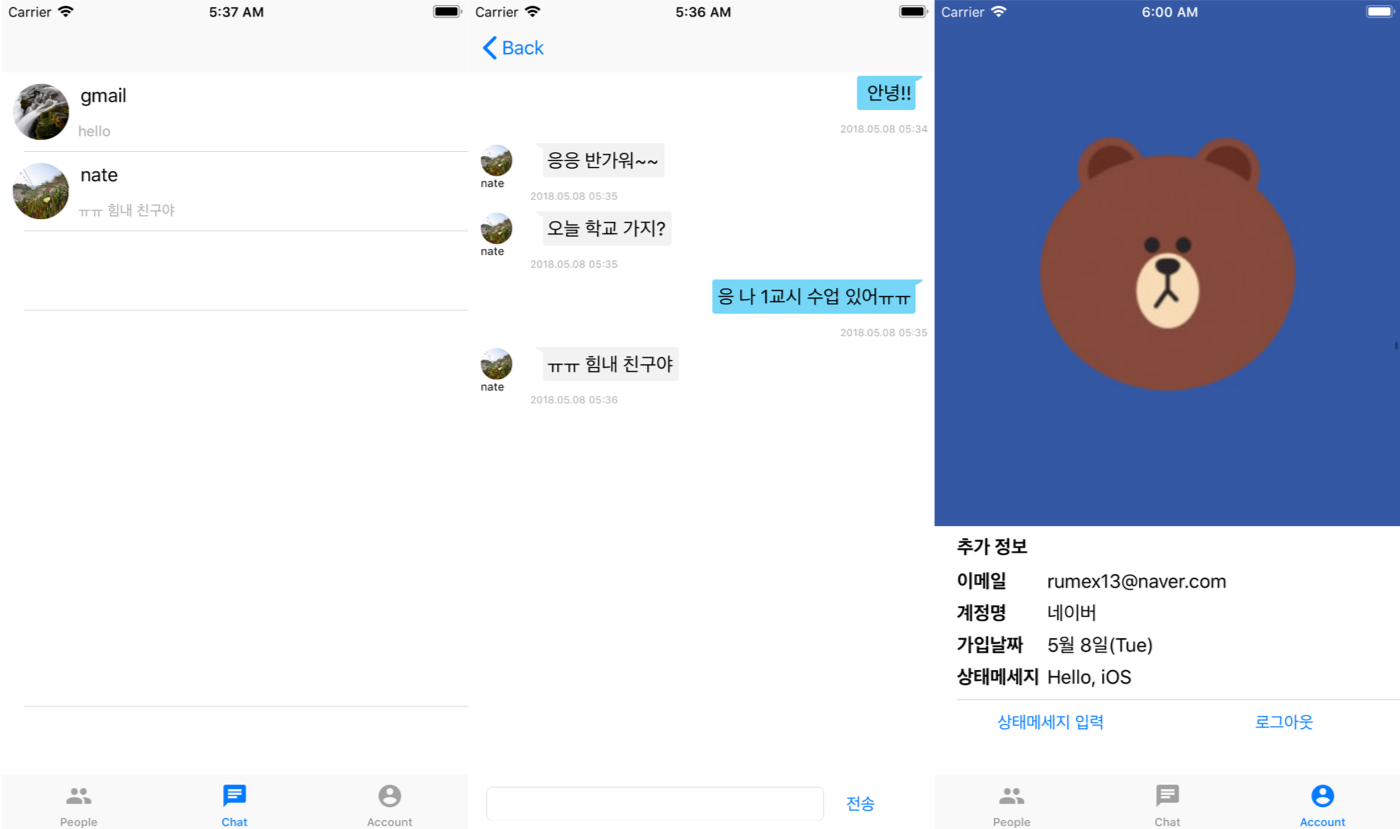 Carrier 5:37 AM
gmail
hello
nate
ㅠㅠ 힘내 친구야
People Chat Account
Carrier 5:36 AM
Back
안녕!!
2018.05.08 05:34
응응 반가워~~
nate
2018.05.08 05:35
오늘 학교 가지?
nate
2018.05.08 05:35
응 나 1교시 수업 있어ㅠㅠ
2018.05.08 05:35
ㅠㅠ 힘내 친구야
nate
2018.05.08 05:36
전송
Carrier 6:00 AM
추가 정보
이메일 rumex13@naver.com
계정명 네이버
가입날짜 5월 8일(Tue)
상태메세지 Hello, iOS
상태메세지 입력 로그아웃
People Chat Account